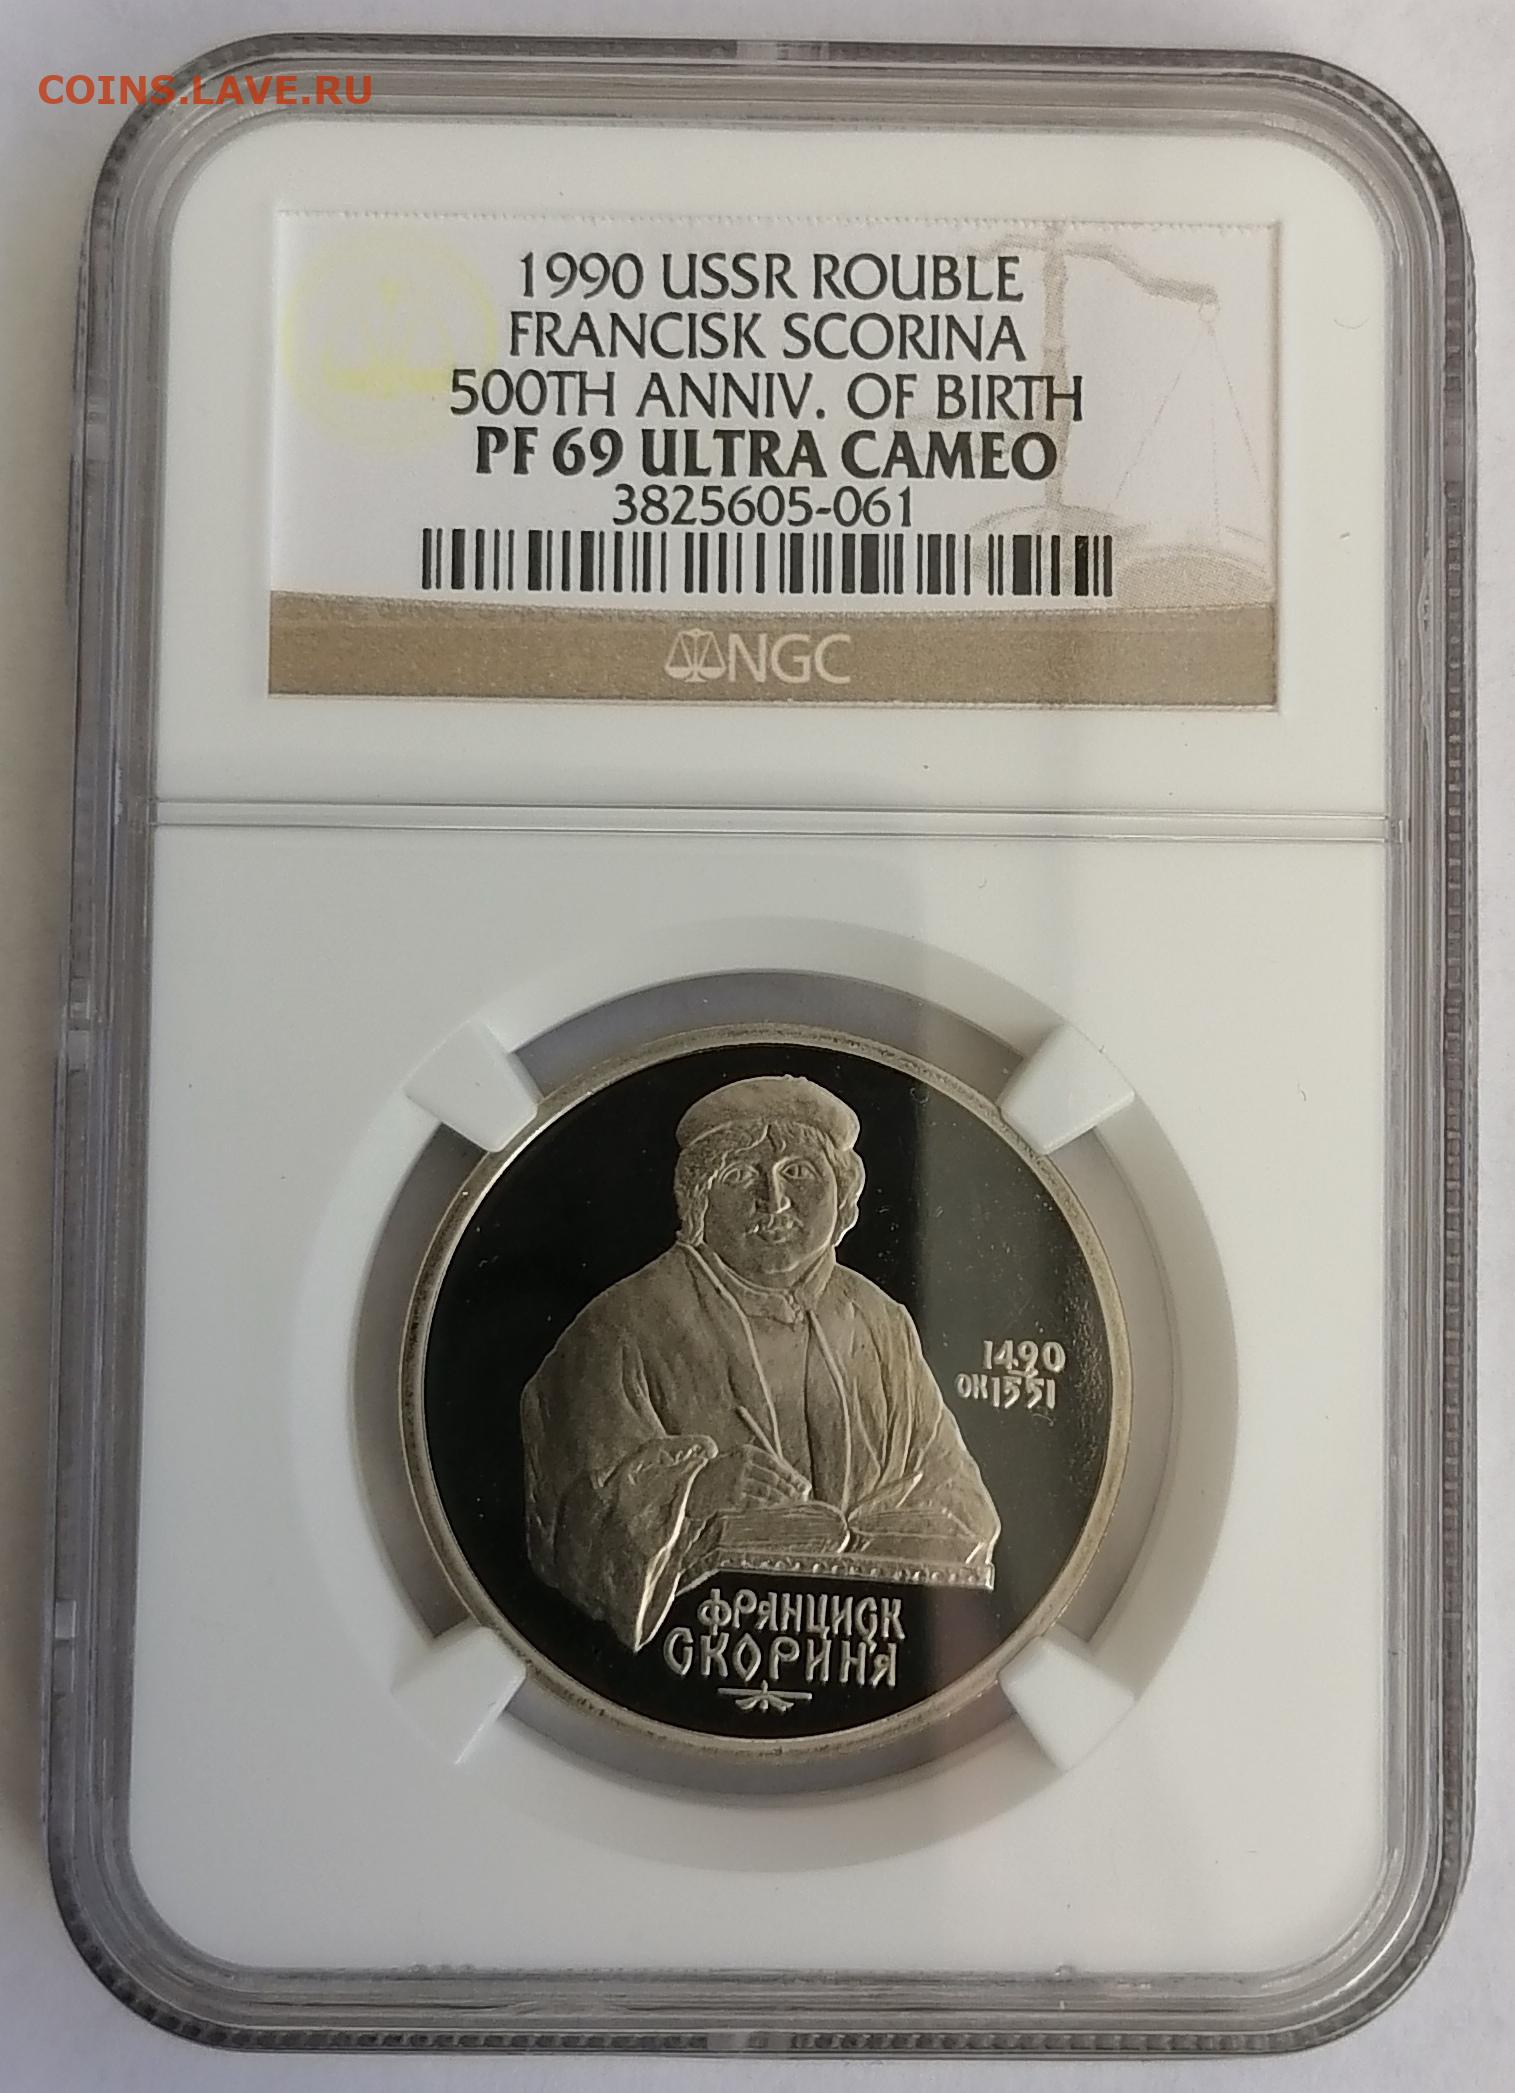 COINS.LAVE.RU
1990 USSR ROUBLE
FRANCISK SCORINA
500TH ANNIV. OF BIRTH
PF 69 ULTRA CAMEO
3825605-061
NGC
1490
ОК 1551
ФРАНЦИСК
СКОРИНА